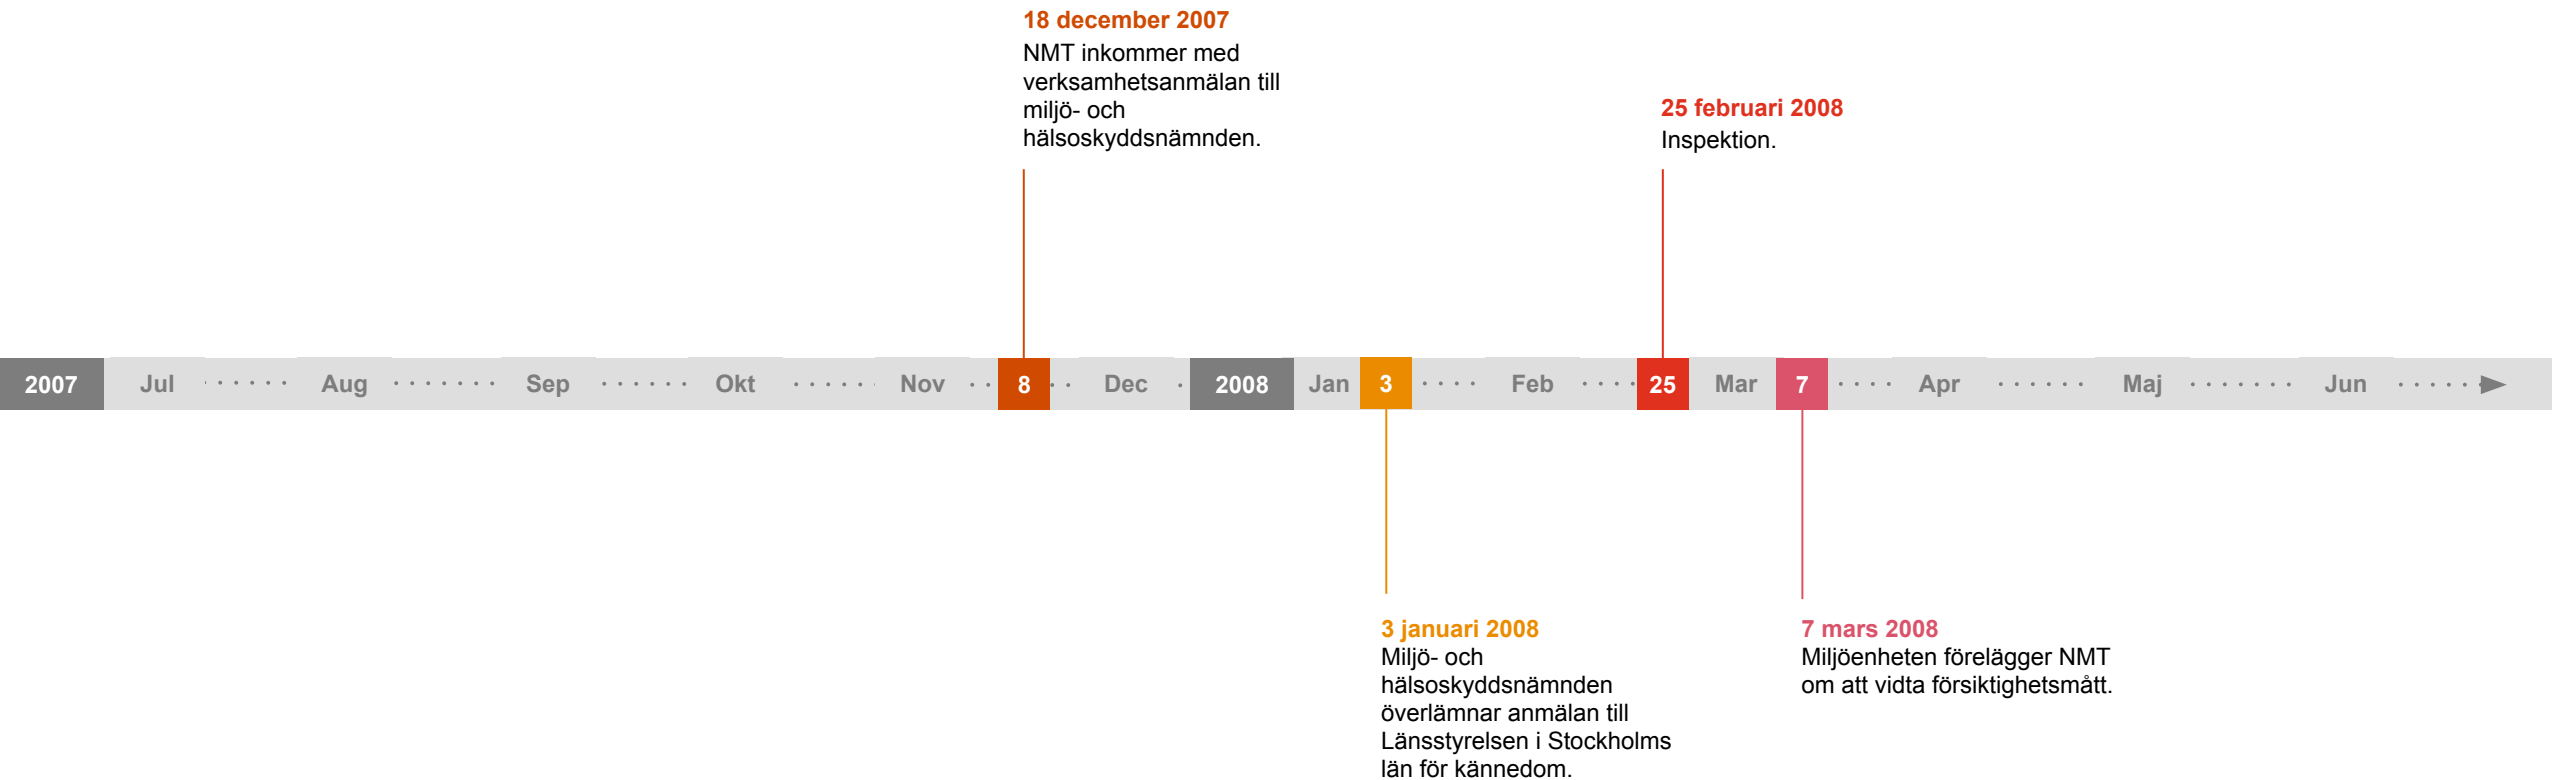 18 december 2007
NMT inkommer med
verksamhetsanmälan till
miljö- och
hälsoskyddsnämnden.
25 februari 2008
Inspektion.
2007 Jul Aug Sep Okt Nov 8 Dec 2008 Jan 3 Feb 25 Mar 7 Apr Maj Jun
3 januari 2008
Miljö- och
hälsoskyddsnämnden
överlämnar anmälan till
Länsstyrelsen i Stockholms
län för kännedom.
7 mars 2008
Miljöenheten förelägger NMT
om att vidta försiktighetsmått.